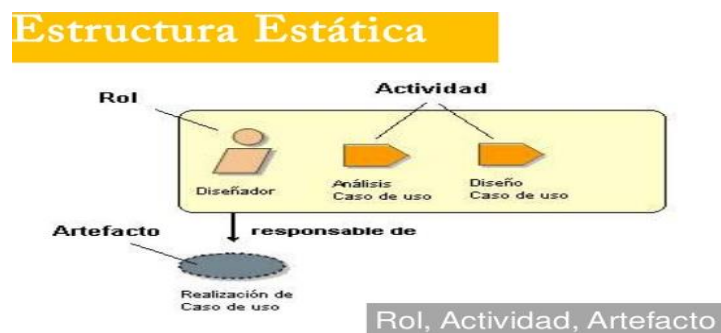 Estructura Estática
Actividad
Rol
Diseñador
Análisis
Caso de uso
Diseño
Caso de uso
Artefacto
responsable de
Realización de
Caso de uso
Rol, Actividad, Artefacto